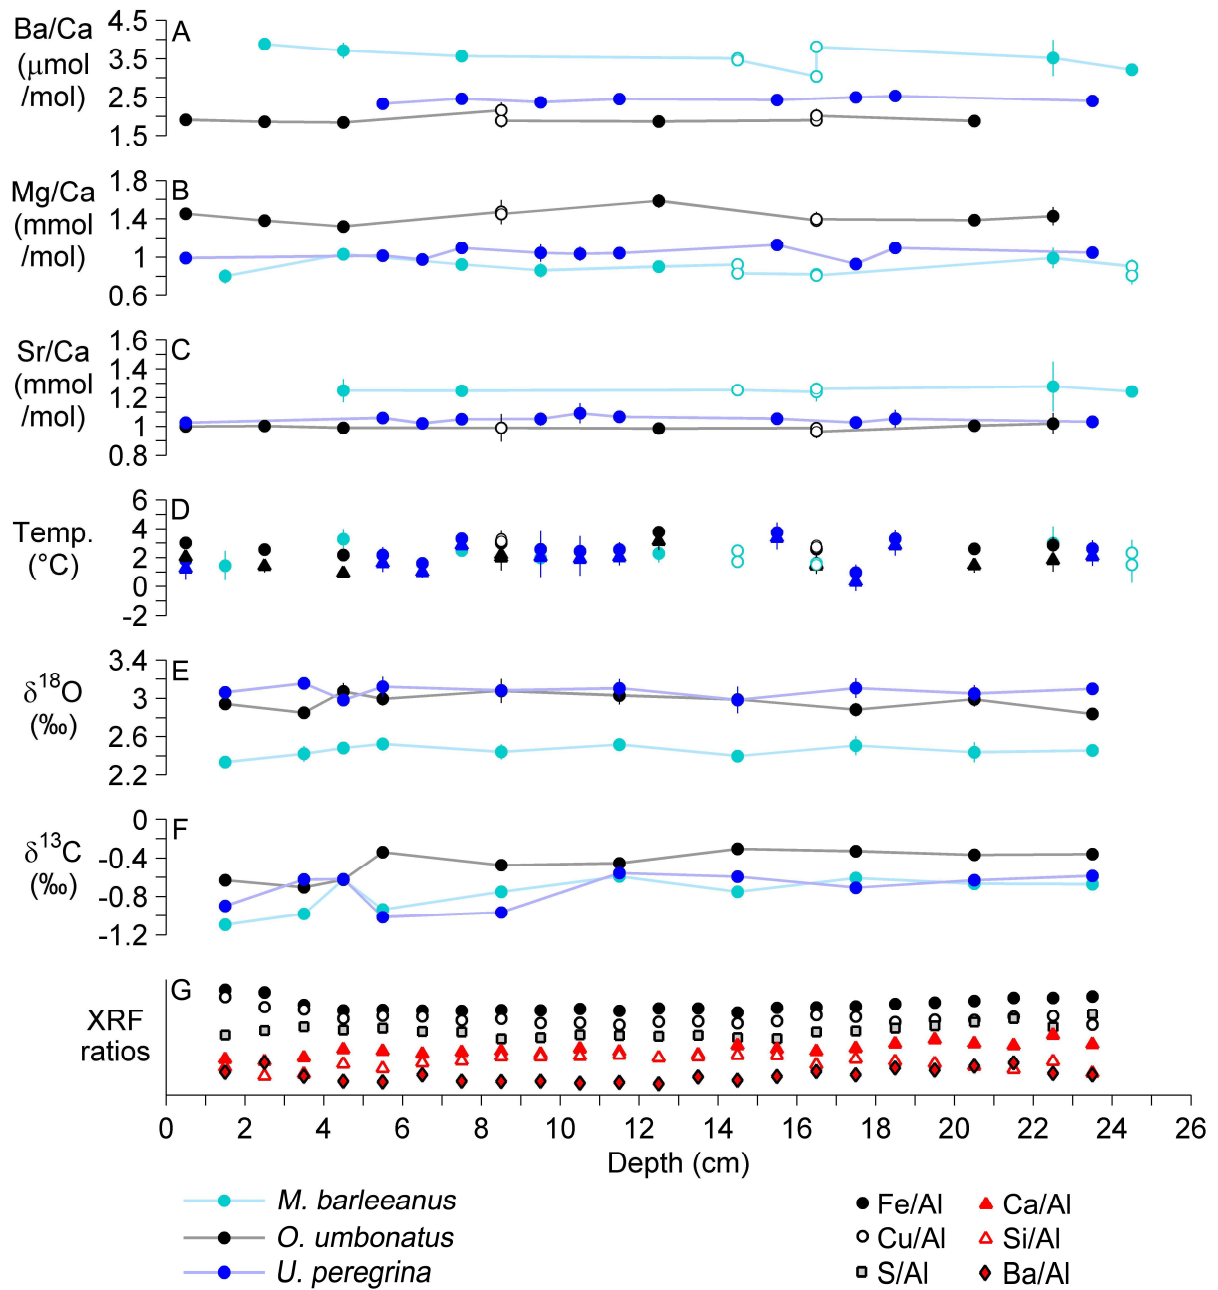 Ba/Ca
(μmol
/mol)
4.5
3.5
2.5
1.5
A
Mg/Ca
(mmol
/mol)
1.8
1.4
1
0.6
B
Sr/Ca
(mmol
/mol)
1.6
1.4
1.2
1
0.8
C
Temp.
(°C)
6
4
2
0
-2
D
δ18O
(‰)
3.4
3
2.6
2.2
E
δ13C
(‰)
0
-0.4
-0.8
-1.2
F
XRF
ratios
G
0 2 4 6 8 10 12 14 16 18 20 22 24 26
Depth (cm)
M. barleeanus
O. umbonatus
U. peregrina
Fe/Al Ca/Al
Cu/Al Si/Al
S/Al Ba/Al